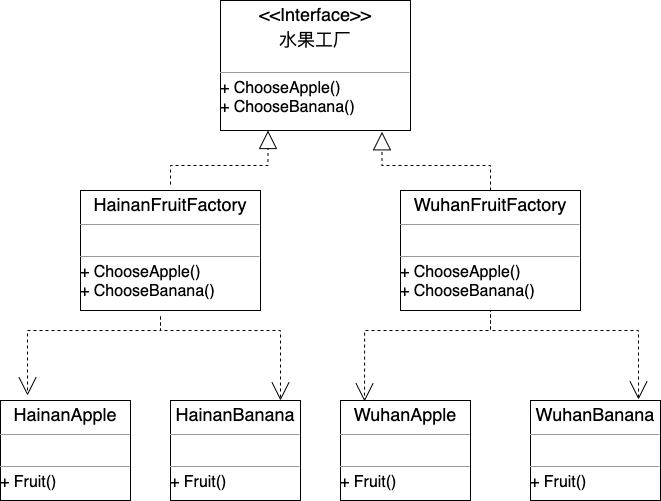 <<Interface>>
水果工厂
+ ChooseApple()
+ ChooseBanana()
HainanFruitFactory
+ ChooseApple()
+ ChooseBanana()
WuhanFruitFactory
+ ChooseApple()
+ ChooseBanana()
HainanApple
+ Fruit()
HainanBanana
+ Fruit()
WuhanApple
+ Fruit()
WuhanBanana
+ Fruit()